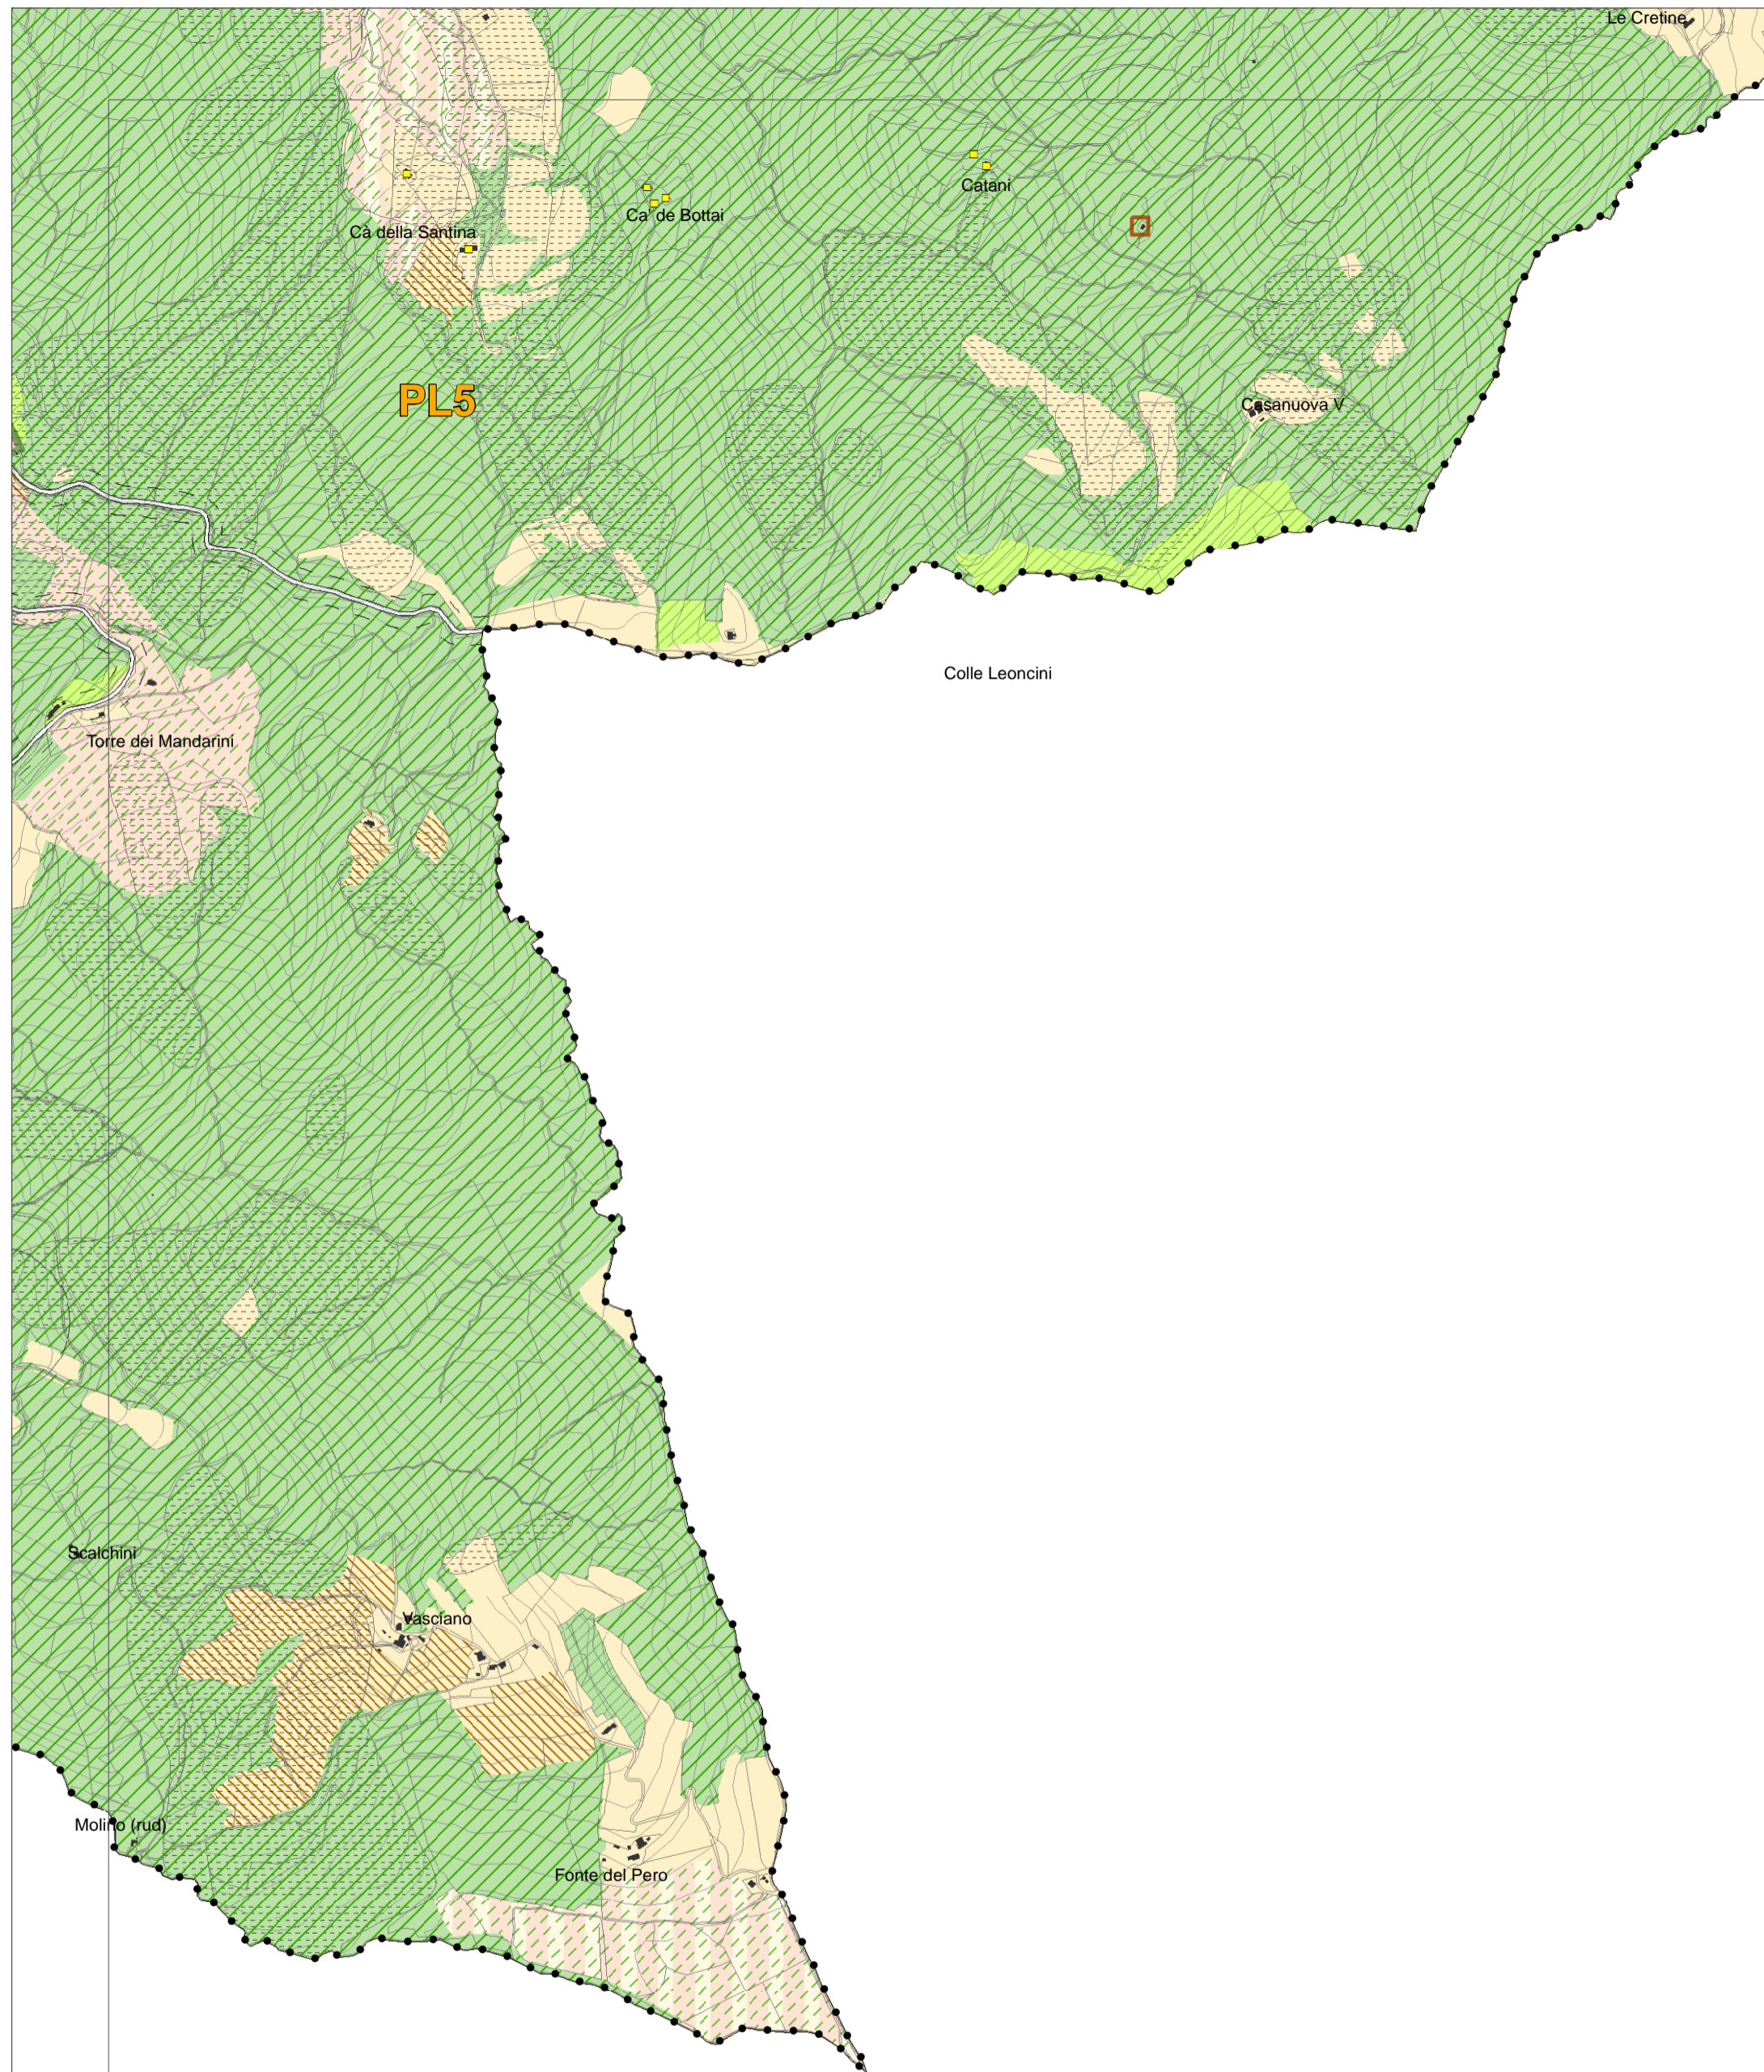 Le Cretine
Catani
Ca' de Bottai
Cà della Santina
PL5
Casanuova V
Colle Leoncini
Torre dei Mandarini
Scalchini
Vasciano
Molino (rud)
Fonte del Pero